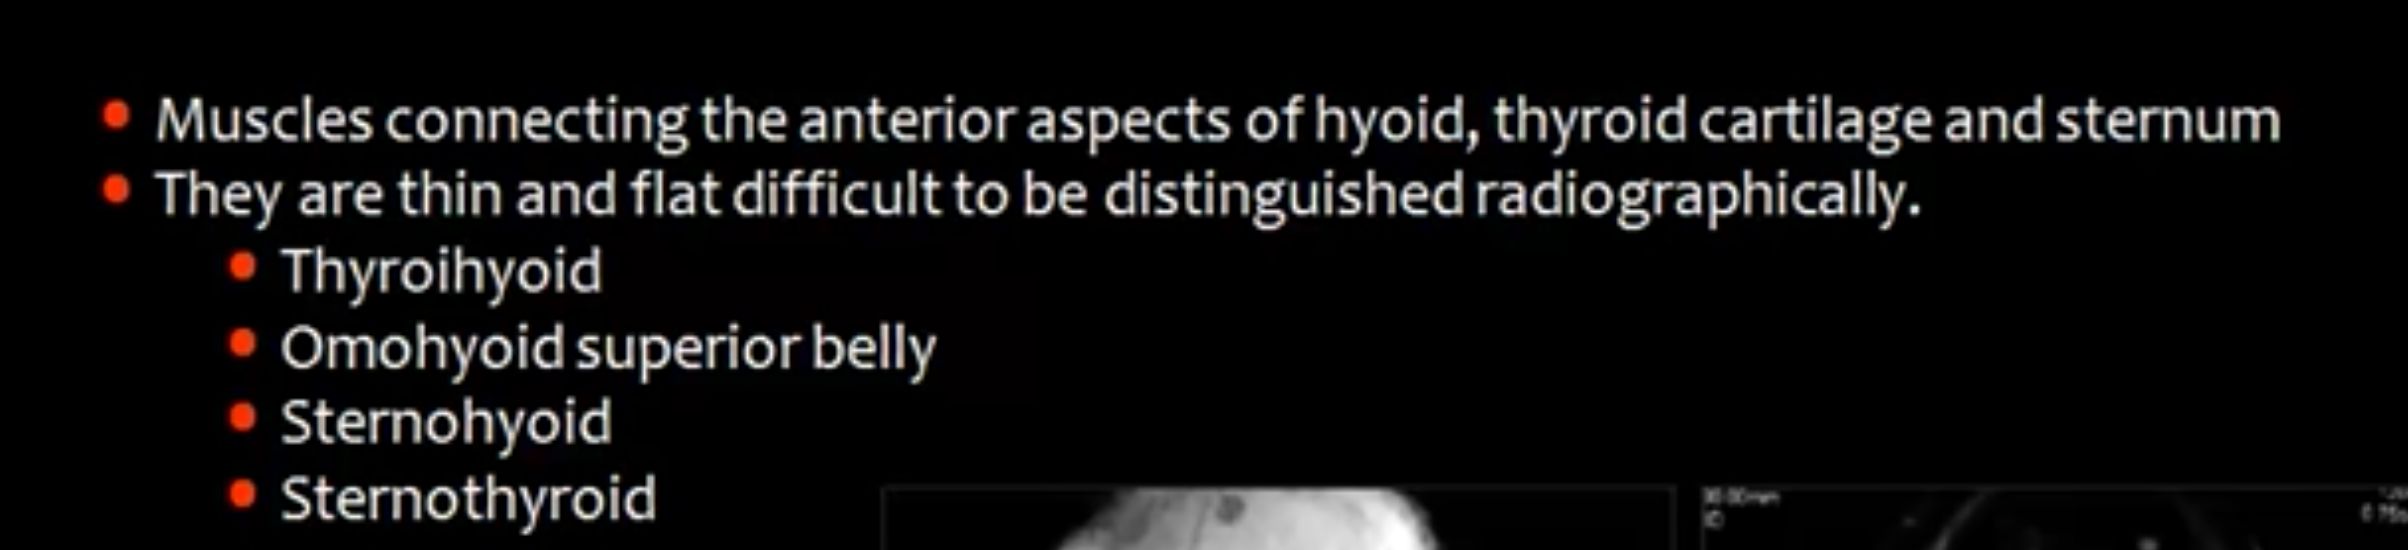 • Muscles connecting the anterior aspects of hyoid, thyroid cartilage and sternum
• They are thin and flat difficult to be distinguished radiographically.
• Thyroihyoid
• Omohyoid superior belly
• Sternohyoid
• Sternothyroid